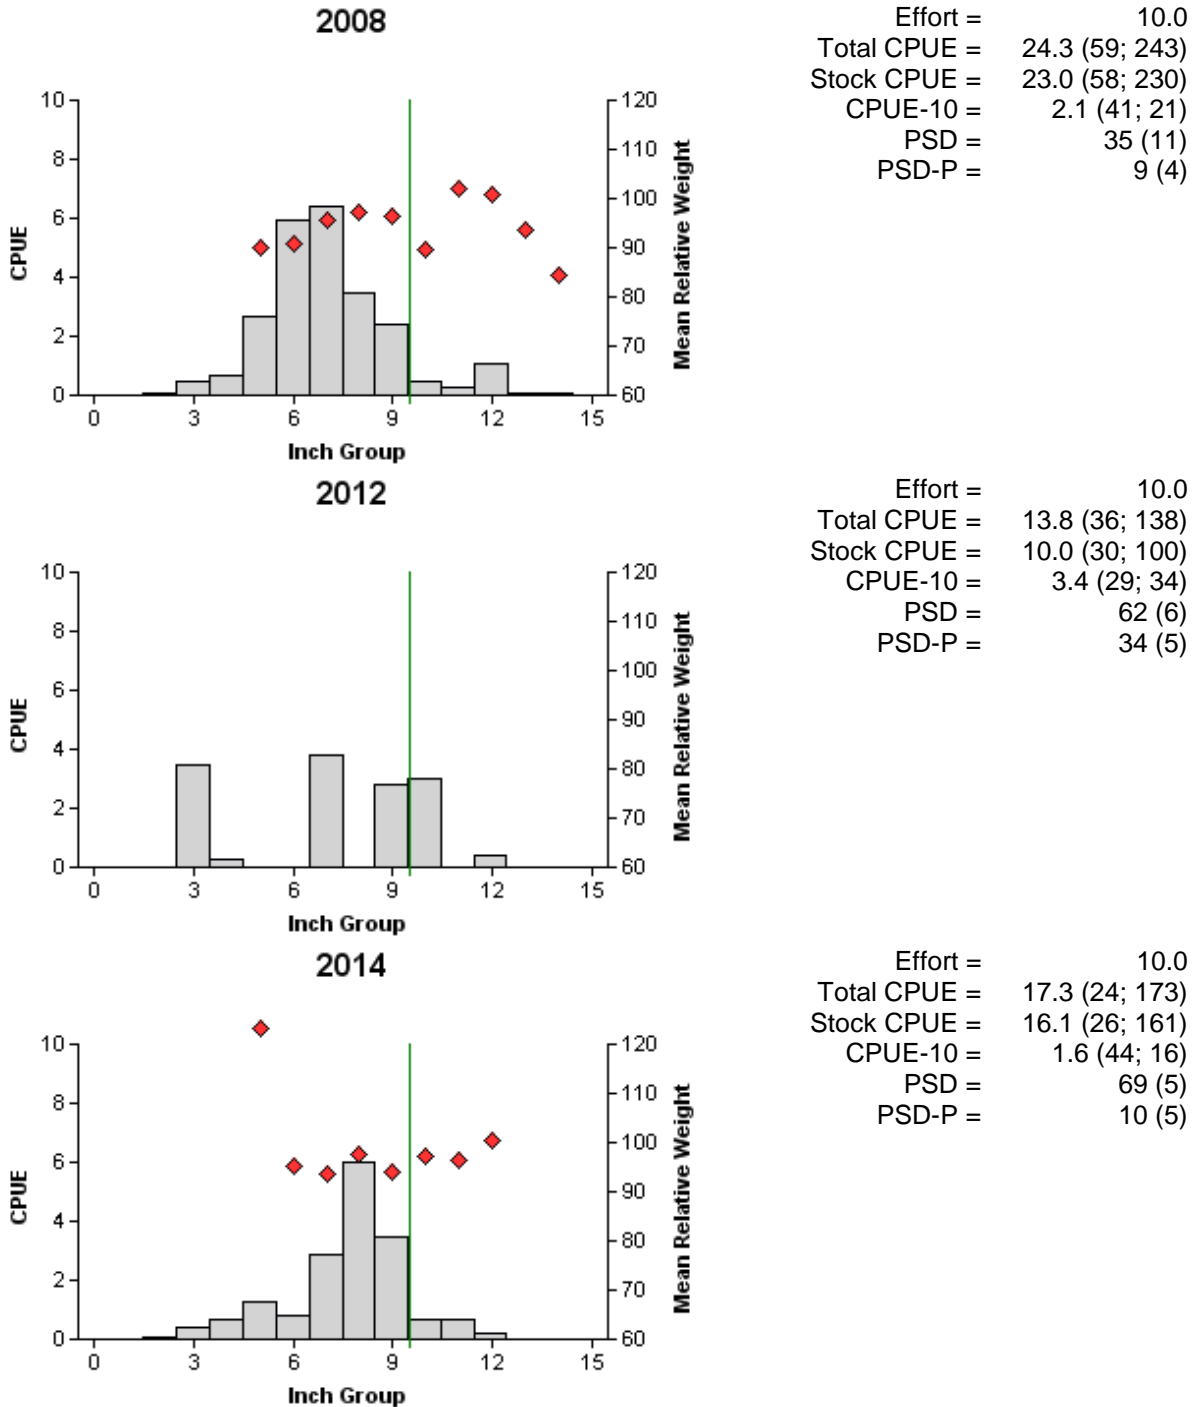 2008
Effort = 10.0
Total CPUE = 24.3 (59; 243)
Stock CPUE = 23.0 (58; 230)
CPUE-10 = 2.1 (41; 21)
PSD = 35 (11)
PSD-P = 9 (4)
10
8
6
4
2
0
CPUE
120
110
100
90
80
70
60
Mean Relative Weight
0 3 6 9 12 15
Inch Group
2012
Effort = 10.0
Total CPUE = 13.8 (36; 138)
Stock CPUE = 10.0 (30; 100)
CPUE-10 = 3.4 (29; 34)
PSD = 62 (6)
PSD-P = 34 (5)
10
8
6
4
2
0
CPUE
120
110
100
90
80
70
60
Mean Relative Weight
0 3 6 9 12 15
Inch Group
2014
Effort = 10.0
Total CPUE = 17.3 (24; 173)
Stock CPUE = 16.1 (26; 161)
CPUE-10 = 1.6 (44; 16)
PSD = 69 (5)
PSD-P = 10 (5)
10
8
6
4
2
0
CPUE
120
110
100
90
80
70
60
Mean Relative Weight
0 3 6 9 12 15
Inch Group